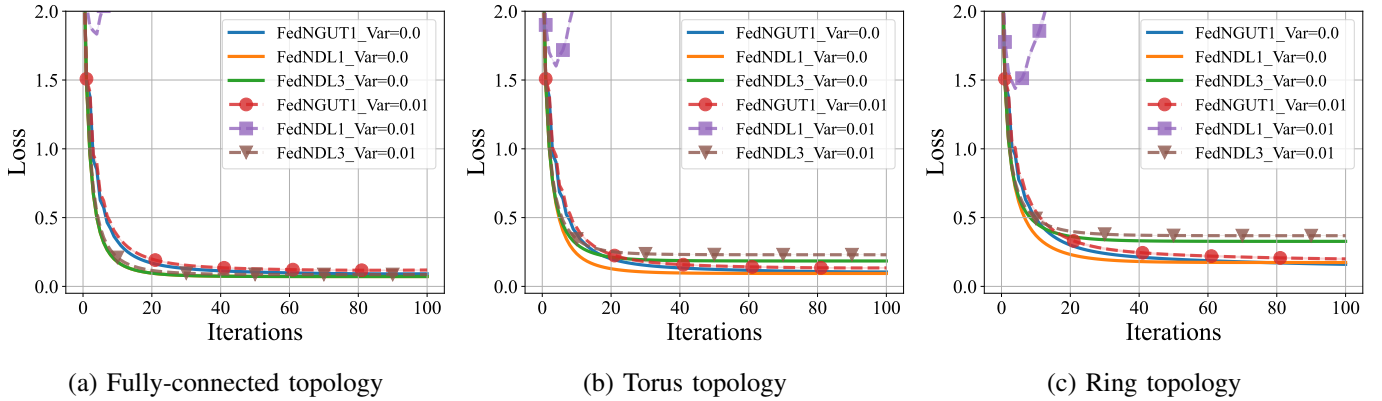 2.0
1.5
1.0
0.5
0.0
Loss
0 20 40 60 80 100
Iterations
FedNGUT1_Var=0.0
FedNDL1_Var=0.0
FedNDL3_Var=0.0
FedNGUT1_Var=0.01
FedNDL1_Var=0.01
FedNDL3_Var=0.01
(a) Fully-connected topology
2.0
1.5
1.0
0.5
0.0
Loss
0 20 40 60 80 100
Iterations
FedNGUT1_Var=0.0
FedNDL1_Var=0.0
FedNDL3_Var=0.0
FedNGUT1_Var=0.01
FedNDL1_Var=0.01
FedNDL3_Var=0.01
(b) Torus topology
2.0
1.5
1.0
0.5
0.0
Loss
0 20 40 60 80 100
Iterations
FedNGUT1_Var=0.0
FedNDL1_Var=0.0
FedNDL3_Var=0.0
FedNGUT1_Var=0.01
FedNDL1_Var=0.01
FedNDL3_Var=0.01
(c) Ring topology